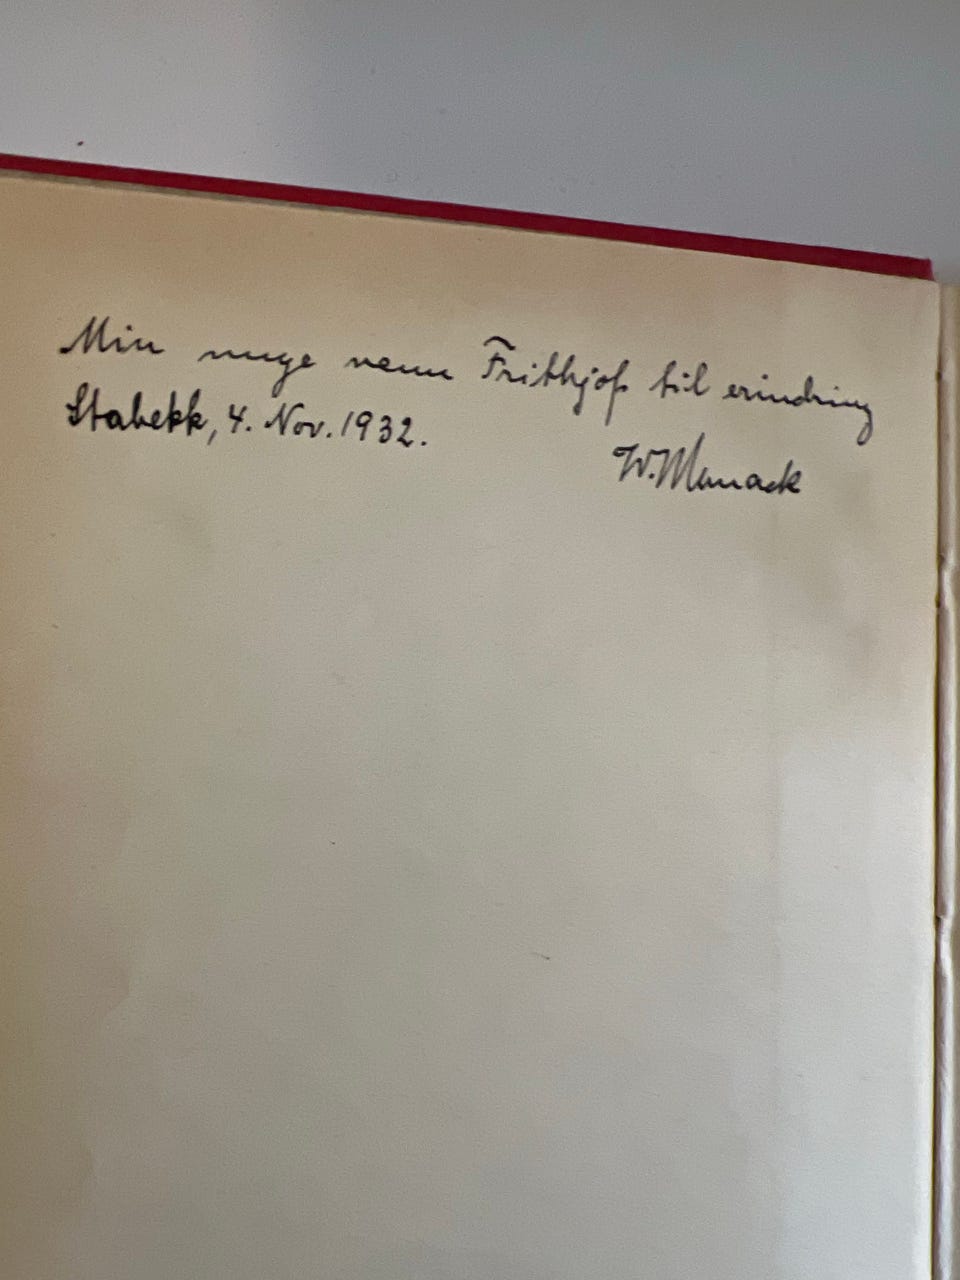 Min unge venn Frithjof til erindring
Stabekk, 4. Nov. 1932.
W.